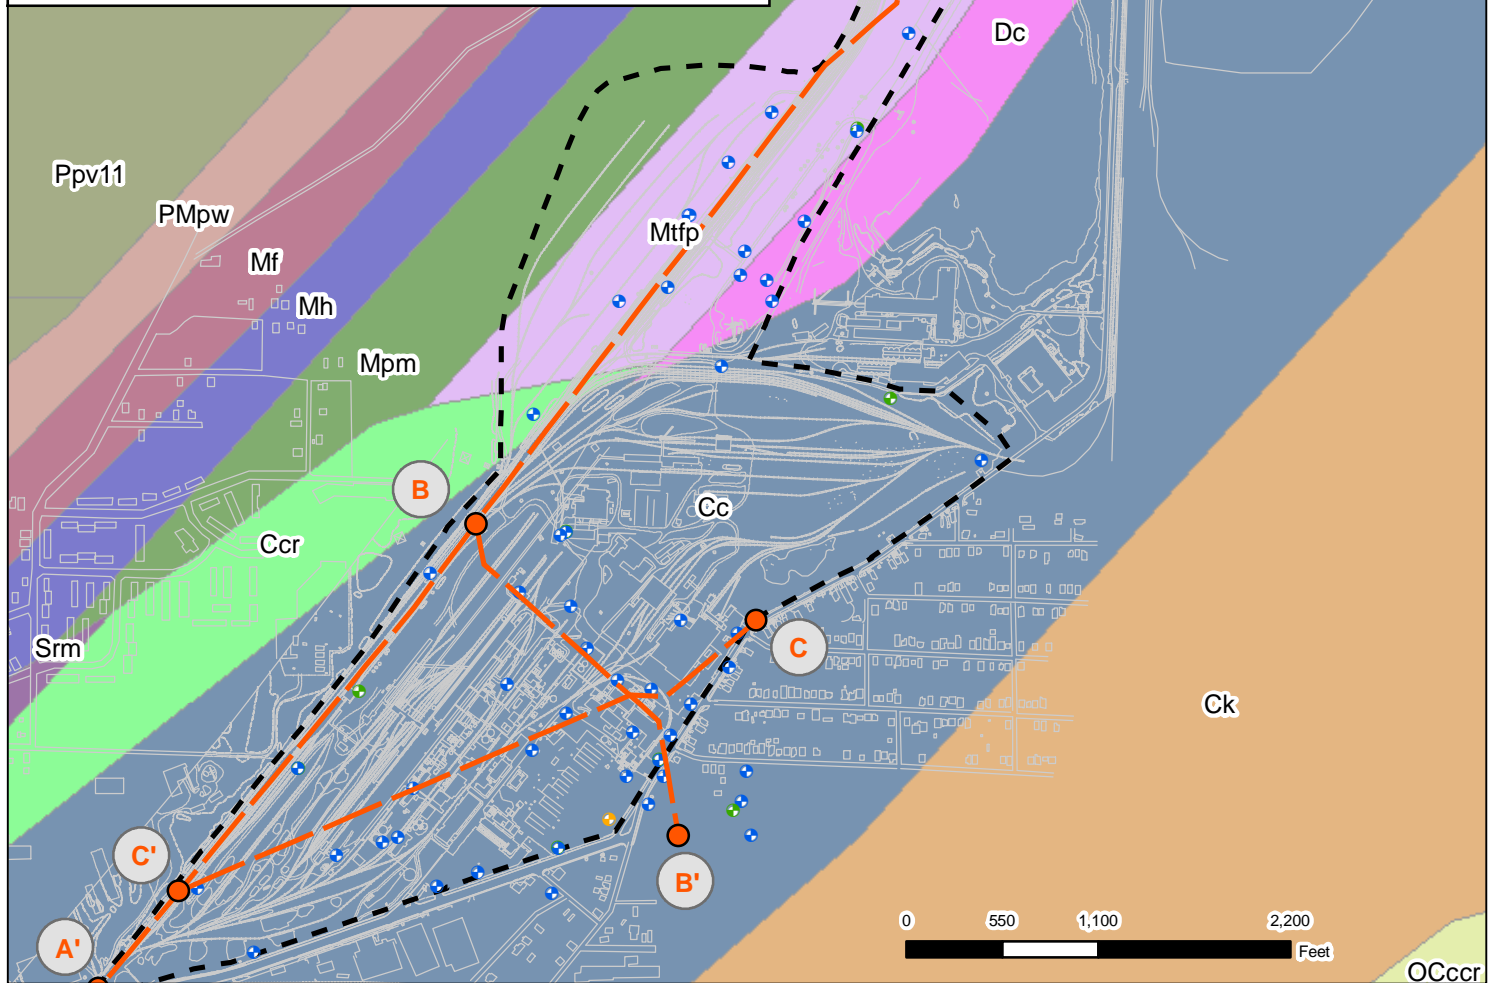 Dc
Ppv11
PMpw
Mtfp
Mf
Mh
Mpm
B
Cc
Ccr
Srm
C
Ck
C'
B'
0 550 1,100 2,200
Feet
A'
OCccr